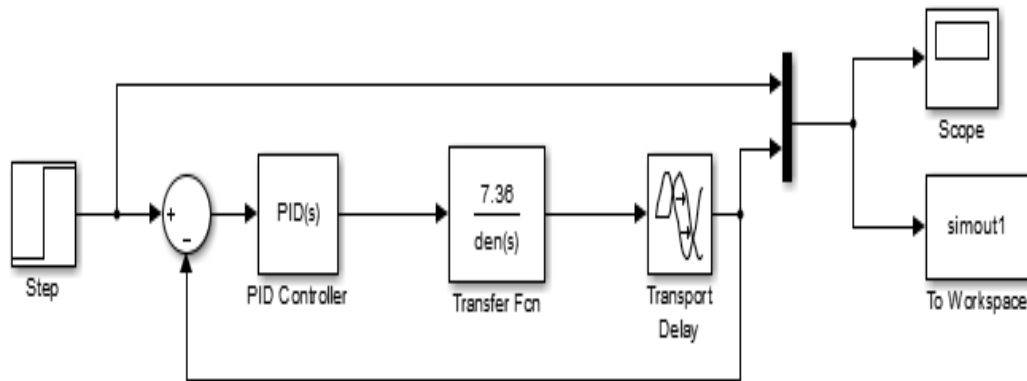 Step
+
−
PID(s)
PID Controller
7.36
den(s)
Transfer Fcn
Transport
Delay
Scope
simout1
To Workspace